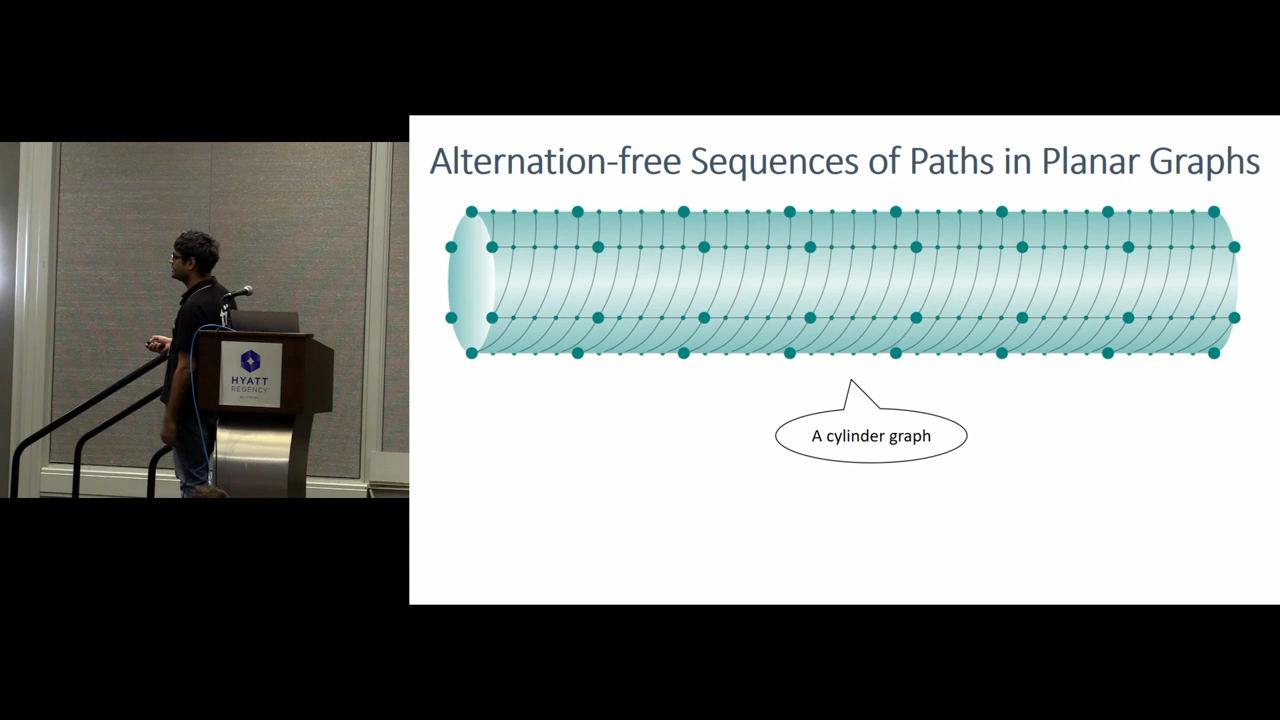 Alternation-free Sequences of Paths in Planar Graphs
A cylinder graph
HYATT
REGENCY